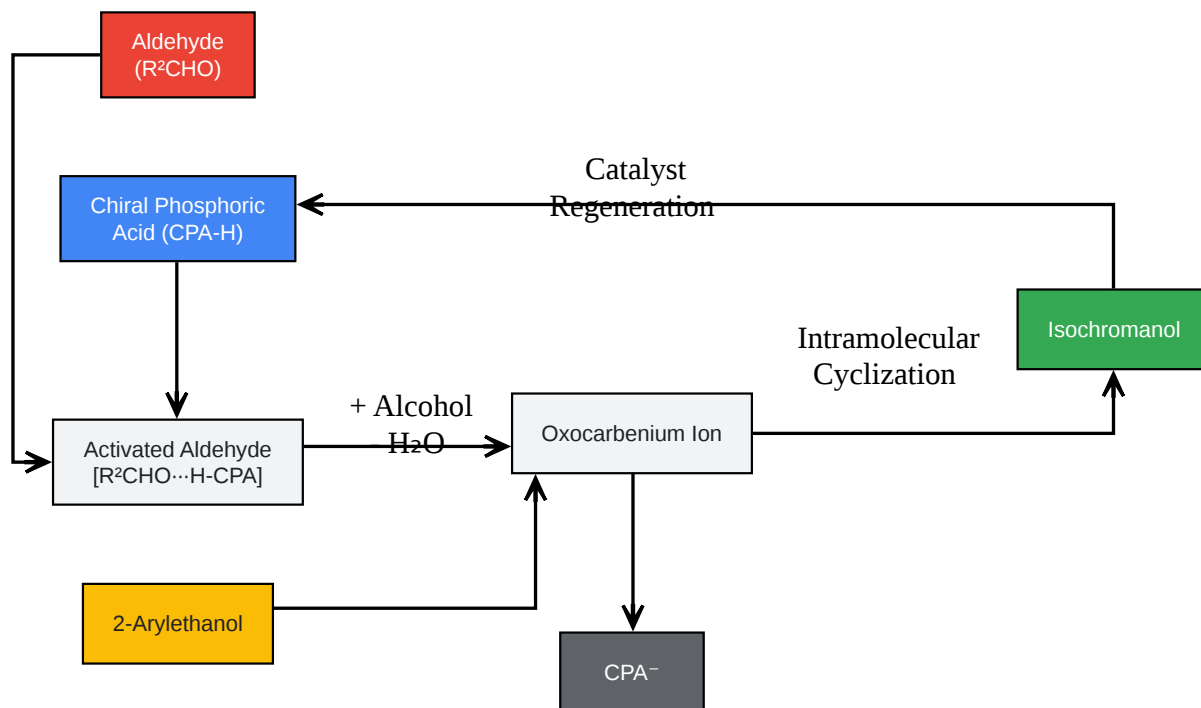 Aldehyde
(R²CHO)
Catalyst
Regeneration
Chiral Phosphoric
Acid (CPA-H)
Isochromanol
Intramolecular
Cyclization
+ Alcohol
- H₂O
Oxocarbenium Ion
Activated Aldehyde
[R²CHO···H-CPA]
2-Arylethanol
CPA⁻